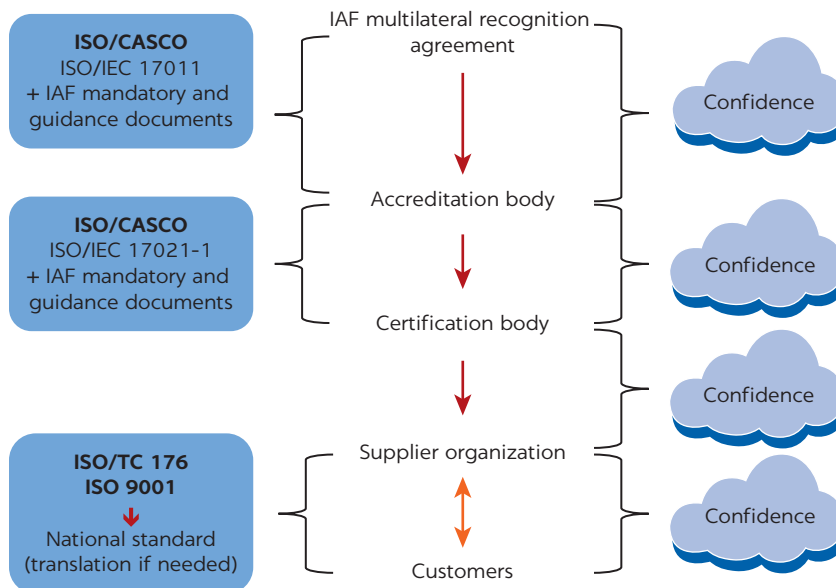 IAF multilateral recognition
agreement
ISO/CASCO
ISO/IEC 17011
+ IAF mandatory and
guidance documents
Confidence
Accreditation body
ISO/CASCO
ISO/IEC 17021-1
+ IAF mandatory and
guidance documents
Confidence
Certification body
Confidence
Supplier organization
ISO/TC 176
ISO 9001
National standard
(translation if needed)
Confidence
Customers